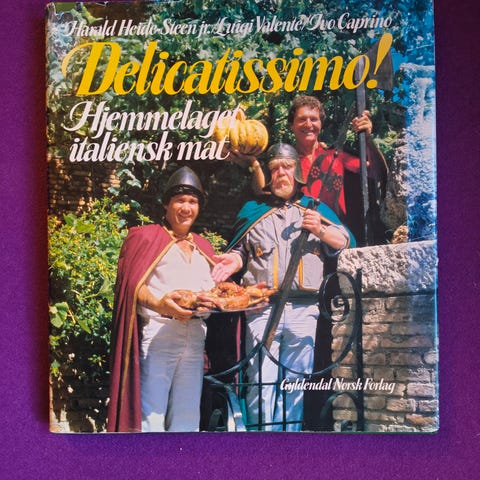 Harald Heide-Steen jr./Luigi Valente/Ivo Caprino
Delicatissimo!
Hjemmelaget
italiensk mat
Gyldendal Norsk Forlag